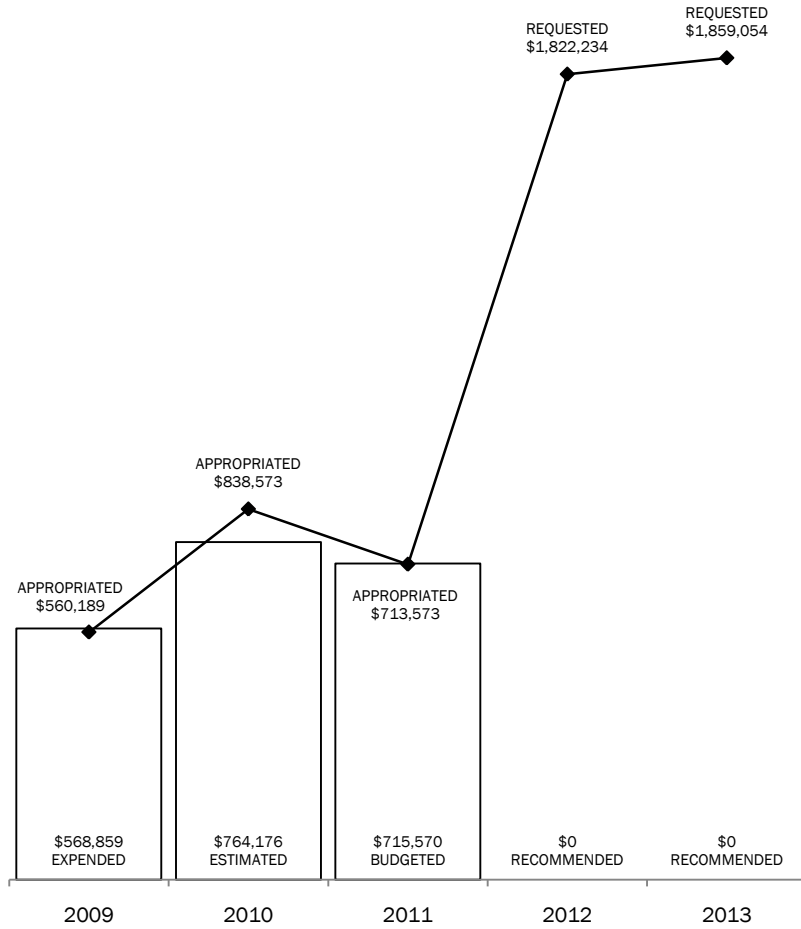 REQUESTED
$1,822,234
REQUESTED
$1,859,054
APPROPRIATED
$838,573
APPROPRIATED
$560,189
APPROPRIATED
$713,573
$568,859
EXPENDED
$764,176
ESTIMATED
$715,570
BUDGETED
$0
RECOMMENDED
$0
RECOMMENDED
2009
2010
2011
2012
2013